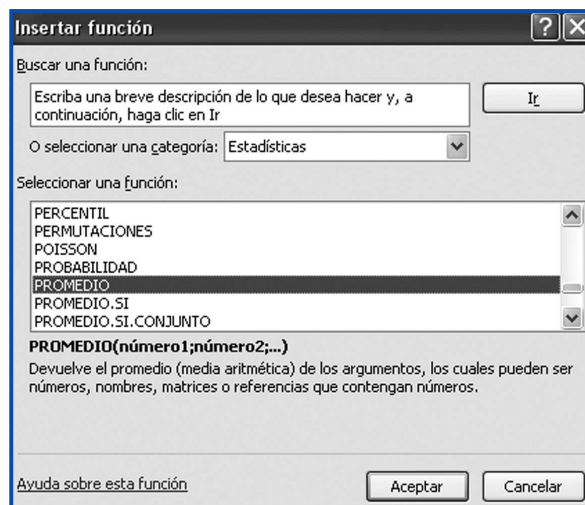 Insertar función
Buscar una función:
Escriba una breve descripción de lo que desea hacer y, a
continuación, haga clic en Ir
Ir
O seleccionar una categoría: Estadísticas
Seleccionar una función:
PERCENTIL
PERMUTACIONES
POISSON
PROBABILIDAD
PROMEDIO
PROMEDIO.SI
PROMEDIO.SI.CONJUNTO
PROMEDIO(número1;número2;...)
Devuelve el promedio (media aritmética) de los argumentos, los cuales pueden ser
números, nombres, matrices o referencias que contengan números.
Ayuda sobre esta función
Aceptar
Cancelar